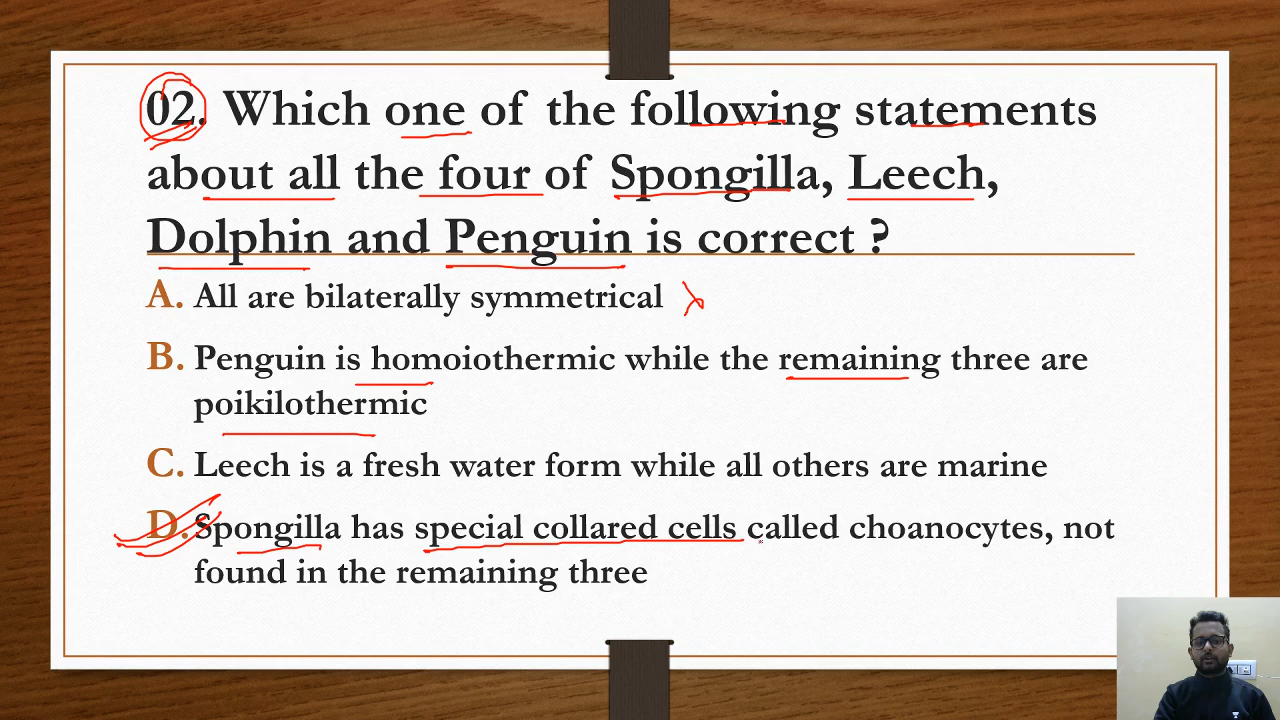 02. Which one of the following statements
about all the four of Spongilla, Leech,
Dolphin and Penguin is correct ?
A. All are bilaterally symmetrical
B. Penguin is homoiothermic while the remaining three are
poikilothermic
C. Leech is a fresh water form while all others are marine
D. Spongilla has special collared cells called choanocytes, not
found in the remaining three